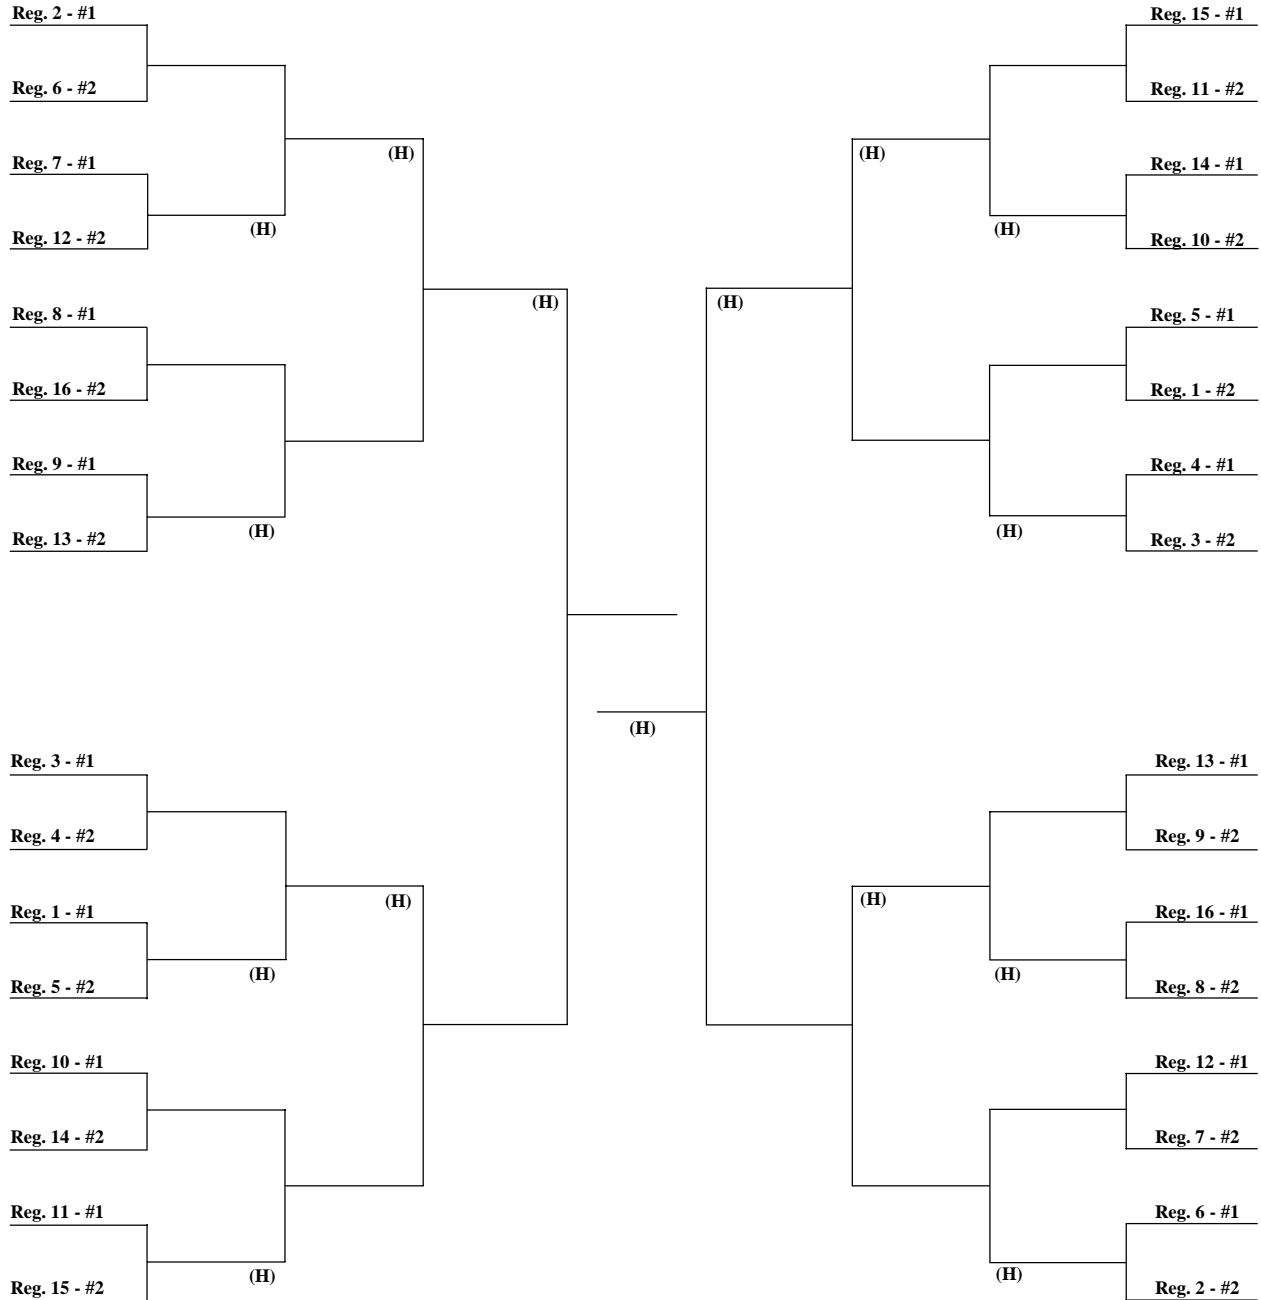 Reg. 2 - #1
Reg. 6 - #2
(H)
Reg. 7 - #1
(H)
Reg. 12 - #2
(H)
Reg. 8 - #1
Reg. 16 - #2
Reg. 9 - #1
(H)
Reg. 13 - #2
Reg. 3 - #1
Reg. 4 - #2
(H)
Reg. 1 - #1
(H)
Reg. 5 - #2
Reg. 10 - #1
Reg. 14 - #2
Reg. 11 - #1
(H)
Reg. 15 - #2
(H)
Reg. 15 - #1
Reg. 11 - #2
(H)
Reg. 14 - #1
(H)
Reg. 10 - #2
(H)
Reg. 5 - #1
Reg. 1 - #2
Reg. 4 - #1
(H)
Reg. 3 - #2
Reg. 13 - #1
Reg. 9 - #2
(H)
Reg. 16 - #1
(H)
Reg. 8 - #2
Reg. 12 - #1
Reg. 7 - #2
Reg. 6 - #1
(H)
Reg. 2 - #2